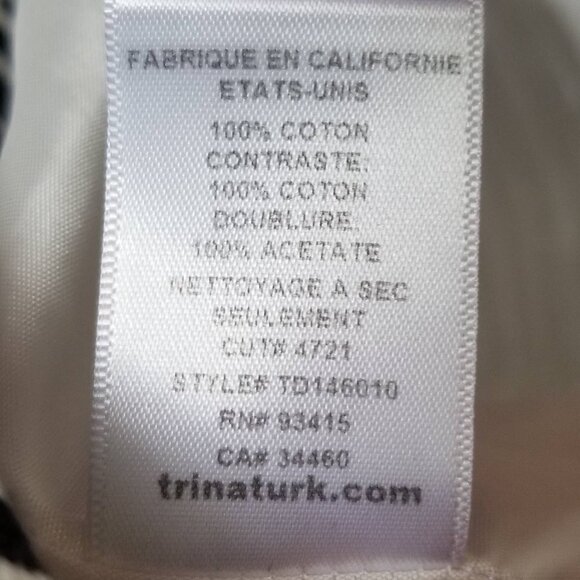 FABRIQUE EN CALIFORNIE
ETATS-UNIS
100% COTON
CONTRASTE:
100% COTON
DOUBLURE:
100% ACETATE
NETTOYAGE A SEC
SEULEMENT
CUT# 4721
STYLE# TD146010
RN# 93415
CA# 34460
trinaturk.com